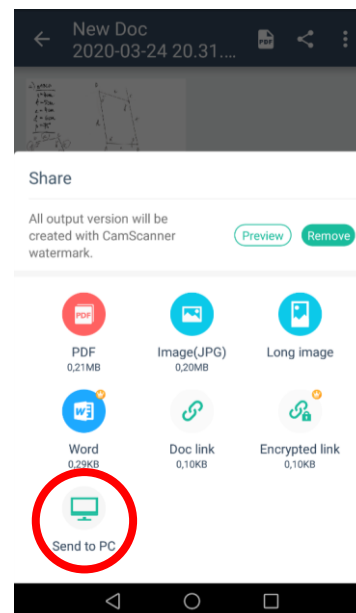 New Doc
2020-03-24 20.31....
PDF
Share
All output version will be
created with CamScanner
watermark.
Preview
Remove
PDF
PDF
0,21MB
Image(JPG)
0,20MB
Long image
W
Word
0,29KB
Doc link
0,10KB
Encrypted link
0,10KB
Send to PC